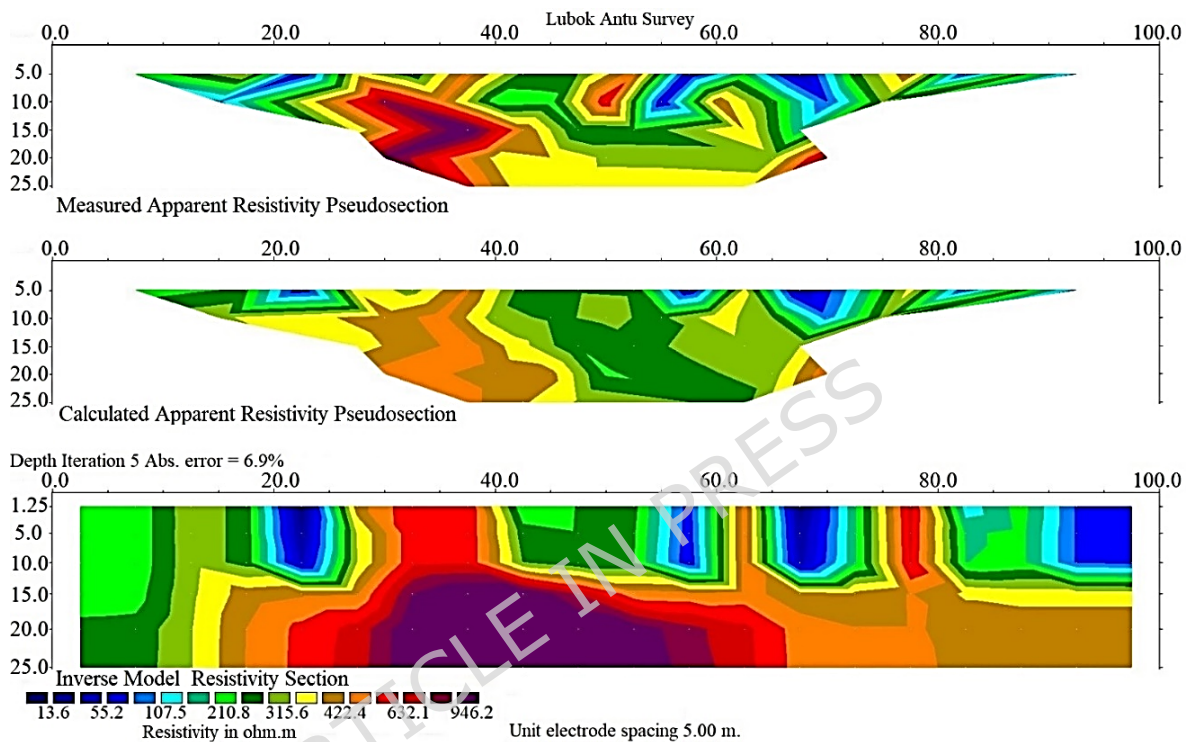 Lubok Antu Survey
0.0 20.0 40.0 60.0 80.0 100.0
5.0
10.0
15.0
20.0
25.0
Measured Apparent Resistivity Pseudosection
0.0 20.0 40.0 60.0 80.0 100.0
5.0
10.0
15.0
20.0
25.0
Calculated Apparent Resistivity Pseudosection
Depth Iteration 5 Abs. error = 6.9%
0.0 20.0 40.0 60.0 80.0 100.0
1.25
5.0
10.0
15.0
20.0
25.0
Inverse Model Resistivity Section
13.6 55.2 107.5 210.8 315.6 422.4 632.1 946.2
Resistivity in ohm.m
Unit electrode spacing 5.00 m.
ARTICLE IN PRESS